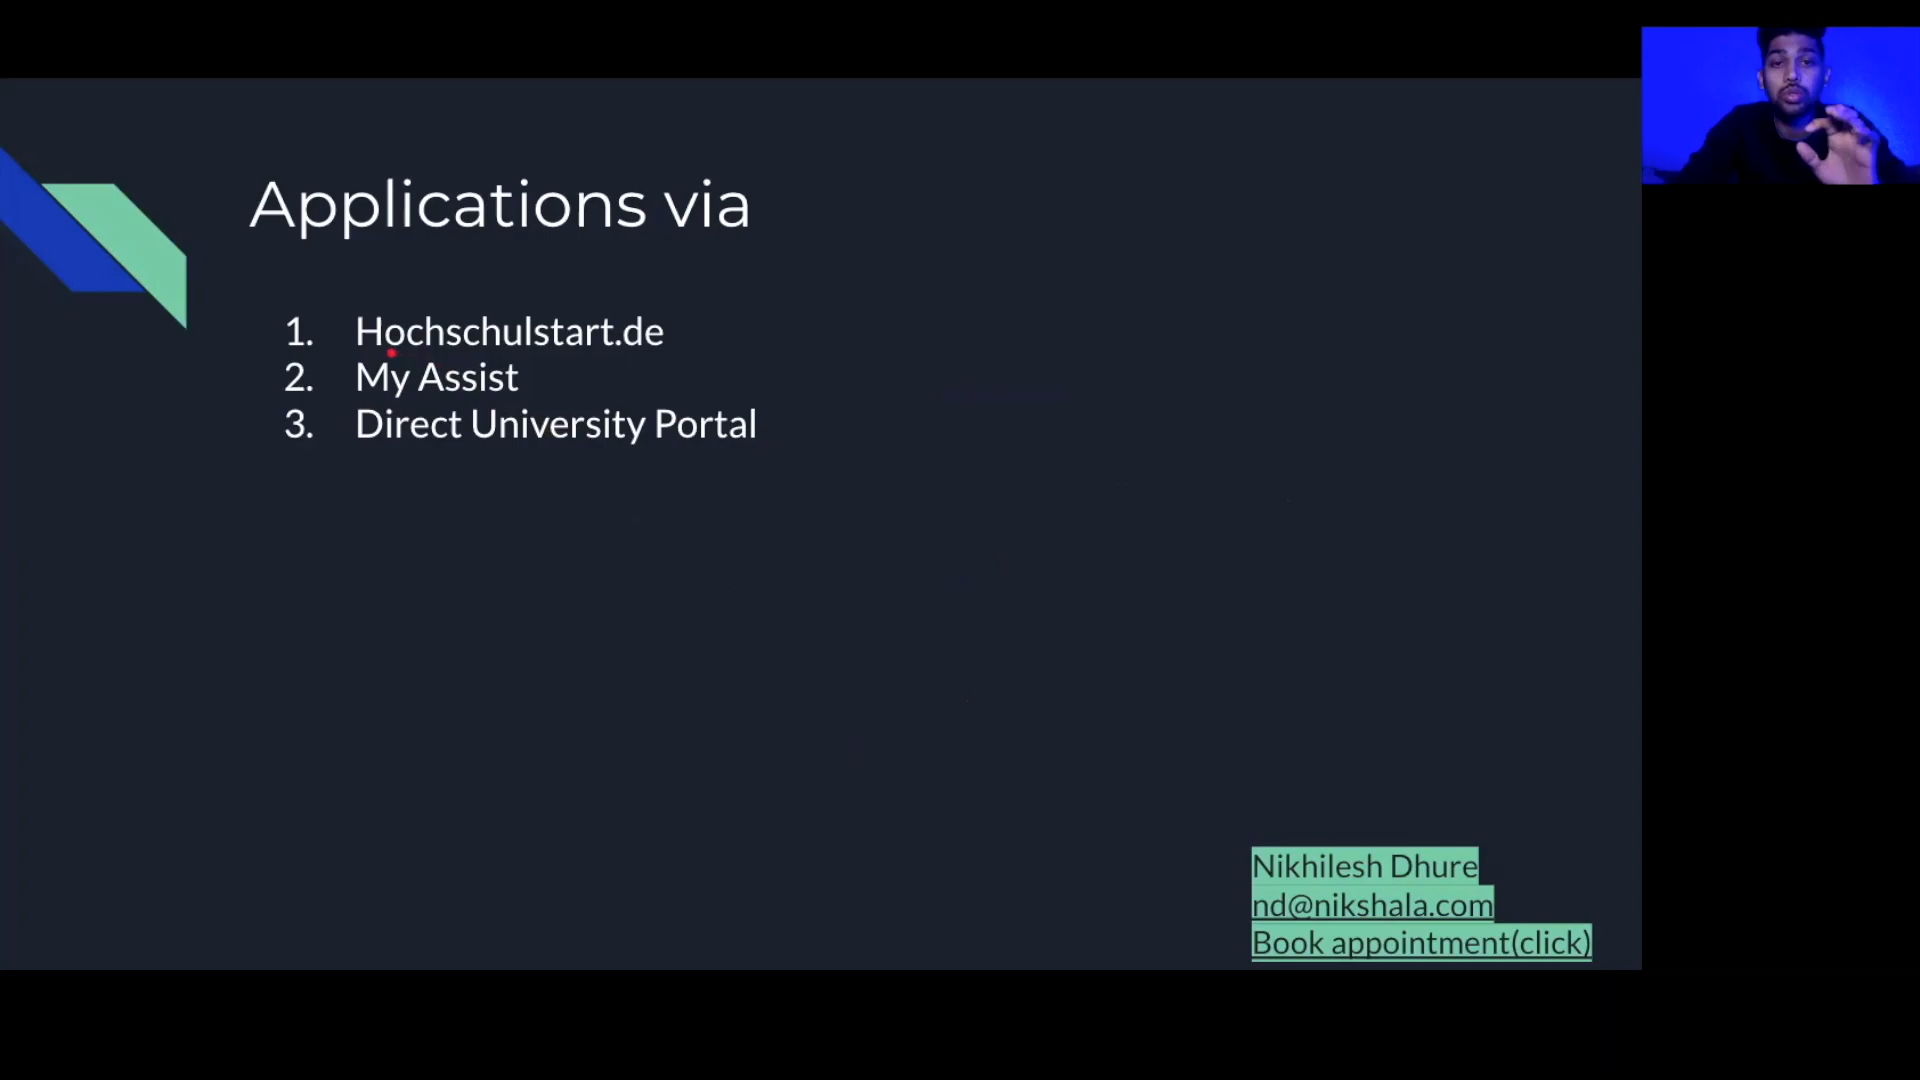 Applications via
1. Hochschulstart.de
2. My Assist
3. Direct University Portal
Nikhilesh Dhure
nd@nikshala.com
Book appointment(click)